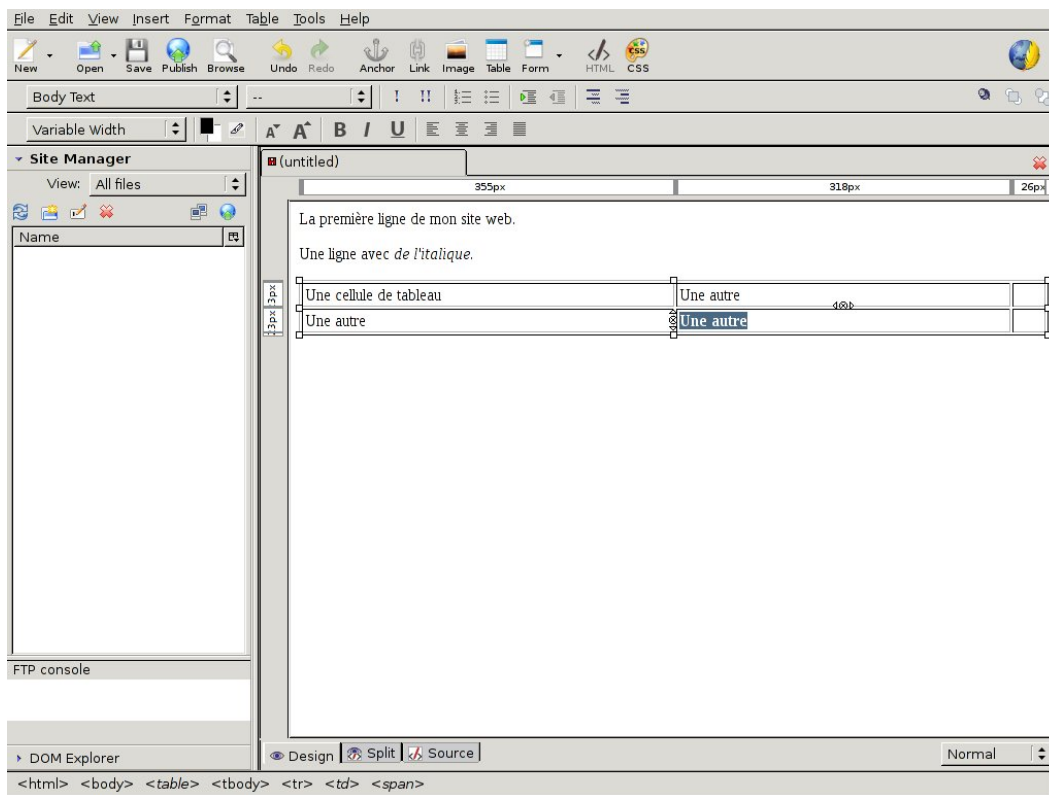 File Edit View Insert Format Table Tools Help
New Open Save Publish Browse Undo Redo Anchor Link Image Table Form HTML CSS
Body Text --
Variable Width A A B I U
Site Manager
View: All files
Name
FTP console
DOM Explorer
(untitled)
355px 318px 26px
La première ligne de mon site web.
Une ligne avec de l'italique.
Une cellule de tableau Une autre
Une autre Une autre
Design Split Source Normal
<html> <body> <table> <tbody> <tr> <td> <span>